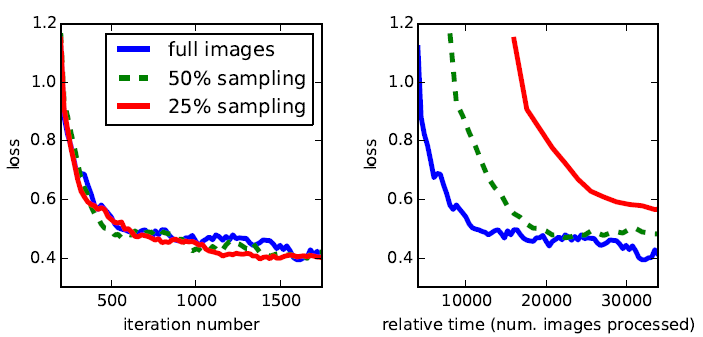 1.2
1.0
0.8
0.6
0.4
loss
full images
50% sampling
25% sampling
500
1000
1500
iteration number
1.2
1.0
0.8
0.6
0.4
loss
10000
20000
30000
relative time (num. images processed)